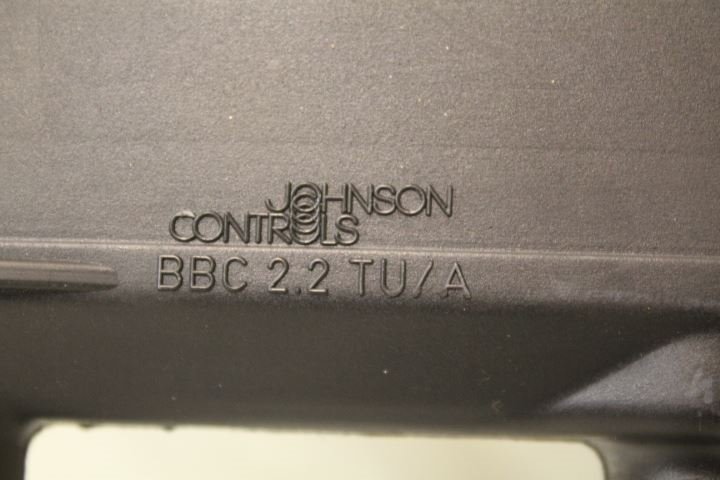 JOHNSON
CONTROLS
BBC 2.2 TU/A